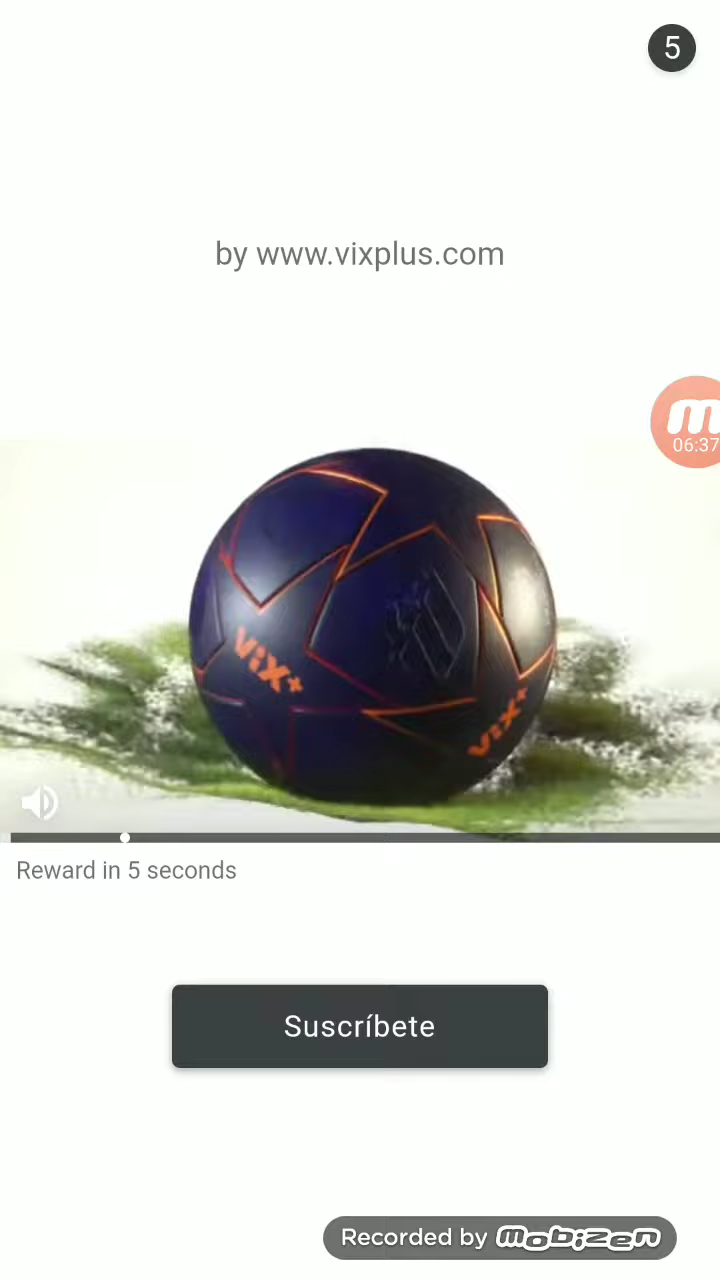 5
by www.vixplus.com
06:37
ViX+
ViX+
Reward in 5 seconds
Suscríbete
Recorded by mobizen